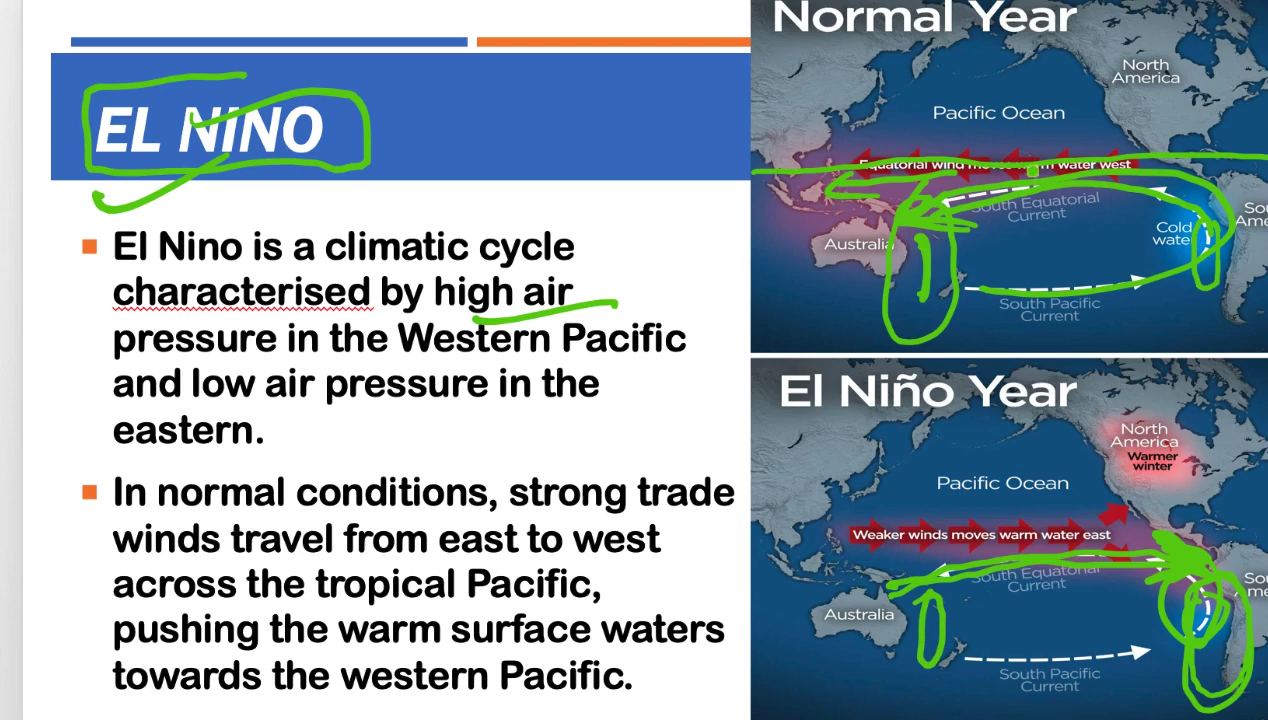 EL NINO
El Nino is a climatic cycle
characterised by high air
pressure in the Western Pacific
and low air pressure in the
eastern.
In normal conditions, strong trade
winds travel from east to west
across the tropical Pacific,
pushing the warm surface waters
towards the western Pacific.
Normal Year
North
America
Pacific Ocean
Equatorial wind moves warm water west
South Equatorial
Current
Cold
water
Australia
South Pacific
Current
El Niño Year
North
America
Warmer
winter
Pacific Ocean
Weaker winds moves warm water east
South Equatorial
Current
Australia
South Pacific
Current